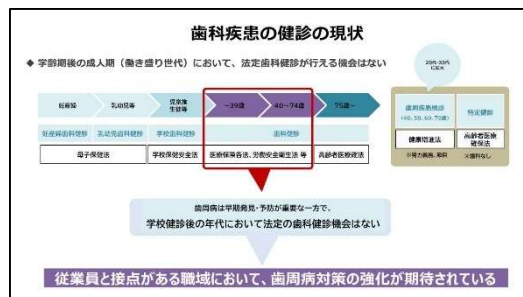 歯科疾患の健診の現状
◆ 学齢期後の成人期（働き盛り世代）において、法定歯科健診が行える機会はない
20代・30代
妊産婦
乳幼児等
児童生徒等
~39歳
40~74歳
75歳~
妊産婦歯科健診
乳幼児歯科健診
学校歯科健診
歯科健診
母子保健法
学校保健安全法
医療保険各法、労働安全衛生法 等
高齢者医療確保法
歯周疾患検診
(40、50、60、70歳)
特定健診
健康増進法
高齢者医療
確保法
※歯科なし
歯周病は早期発見・予防が重要な一方で、
学校健診後の年代において法定の歯科健診機会はない
従業員と接点がある職域において、歯周病対策の強化が期待されている